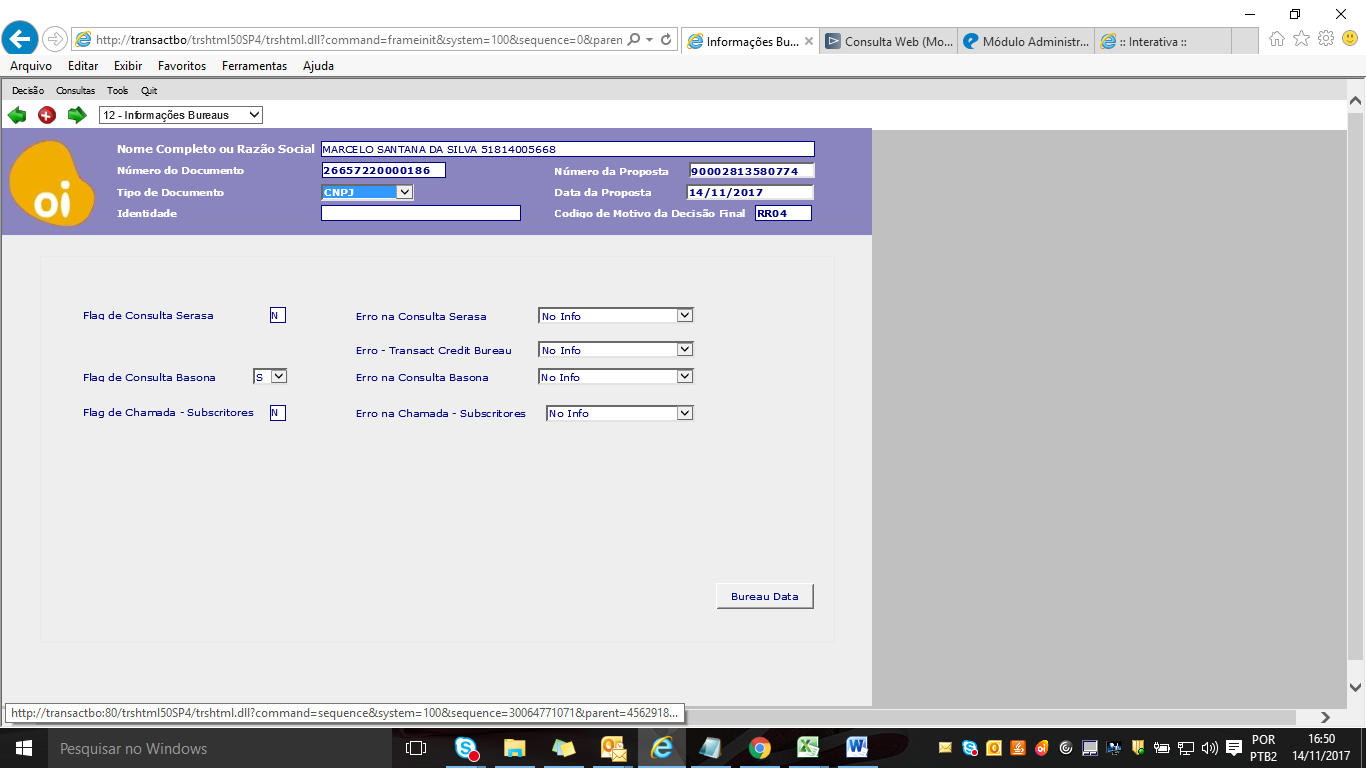 http://transactbo/trshtml50SP4/trshtml.dll?command=frameinit&system=100&sequence=0&paren
Informações Bu...
Consulta Web (Mo...
Módulo Administr...
:: Interativa ::
Arquivo Editar Exibir Favoritos Ferramentas Ajuda
Decisão Consultas Tools Quit
12 - Informações Bureaus
oi
Nome Completo ou Razão Social MARCELO SANTANA DA SILVA 51814005668
Número do Documento 26657220000186 Número da Proposta 90002813580774
Tipo de Documento CNPJ Data da Proposta 14/11/2017
Identidade Codigo de Motivo da Decisão Final RR04
Flag de Consulta Serasa N Erro na Consulta Serasa No Info
Erro - Transact Credit Bureau No Info
Flag de Consulta Basona S Erro na Consulta Basona No Info
Flag de Chamada - Subscritores N Erro na Chamada - Subscritores No Info
Bureau Data
http://transactbo:80/trshtml50SP4/trshtml.dll?command=sequence&system=100&sequence=30064771071&parent=4562918...
Pesquisar no Windows
POR 16:50
PTB2 14/11/2017